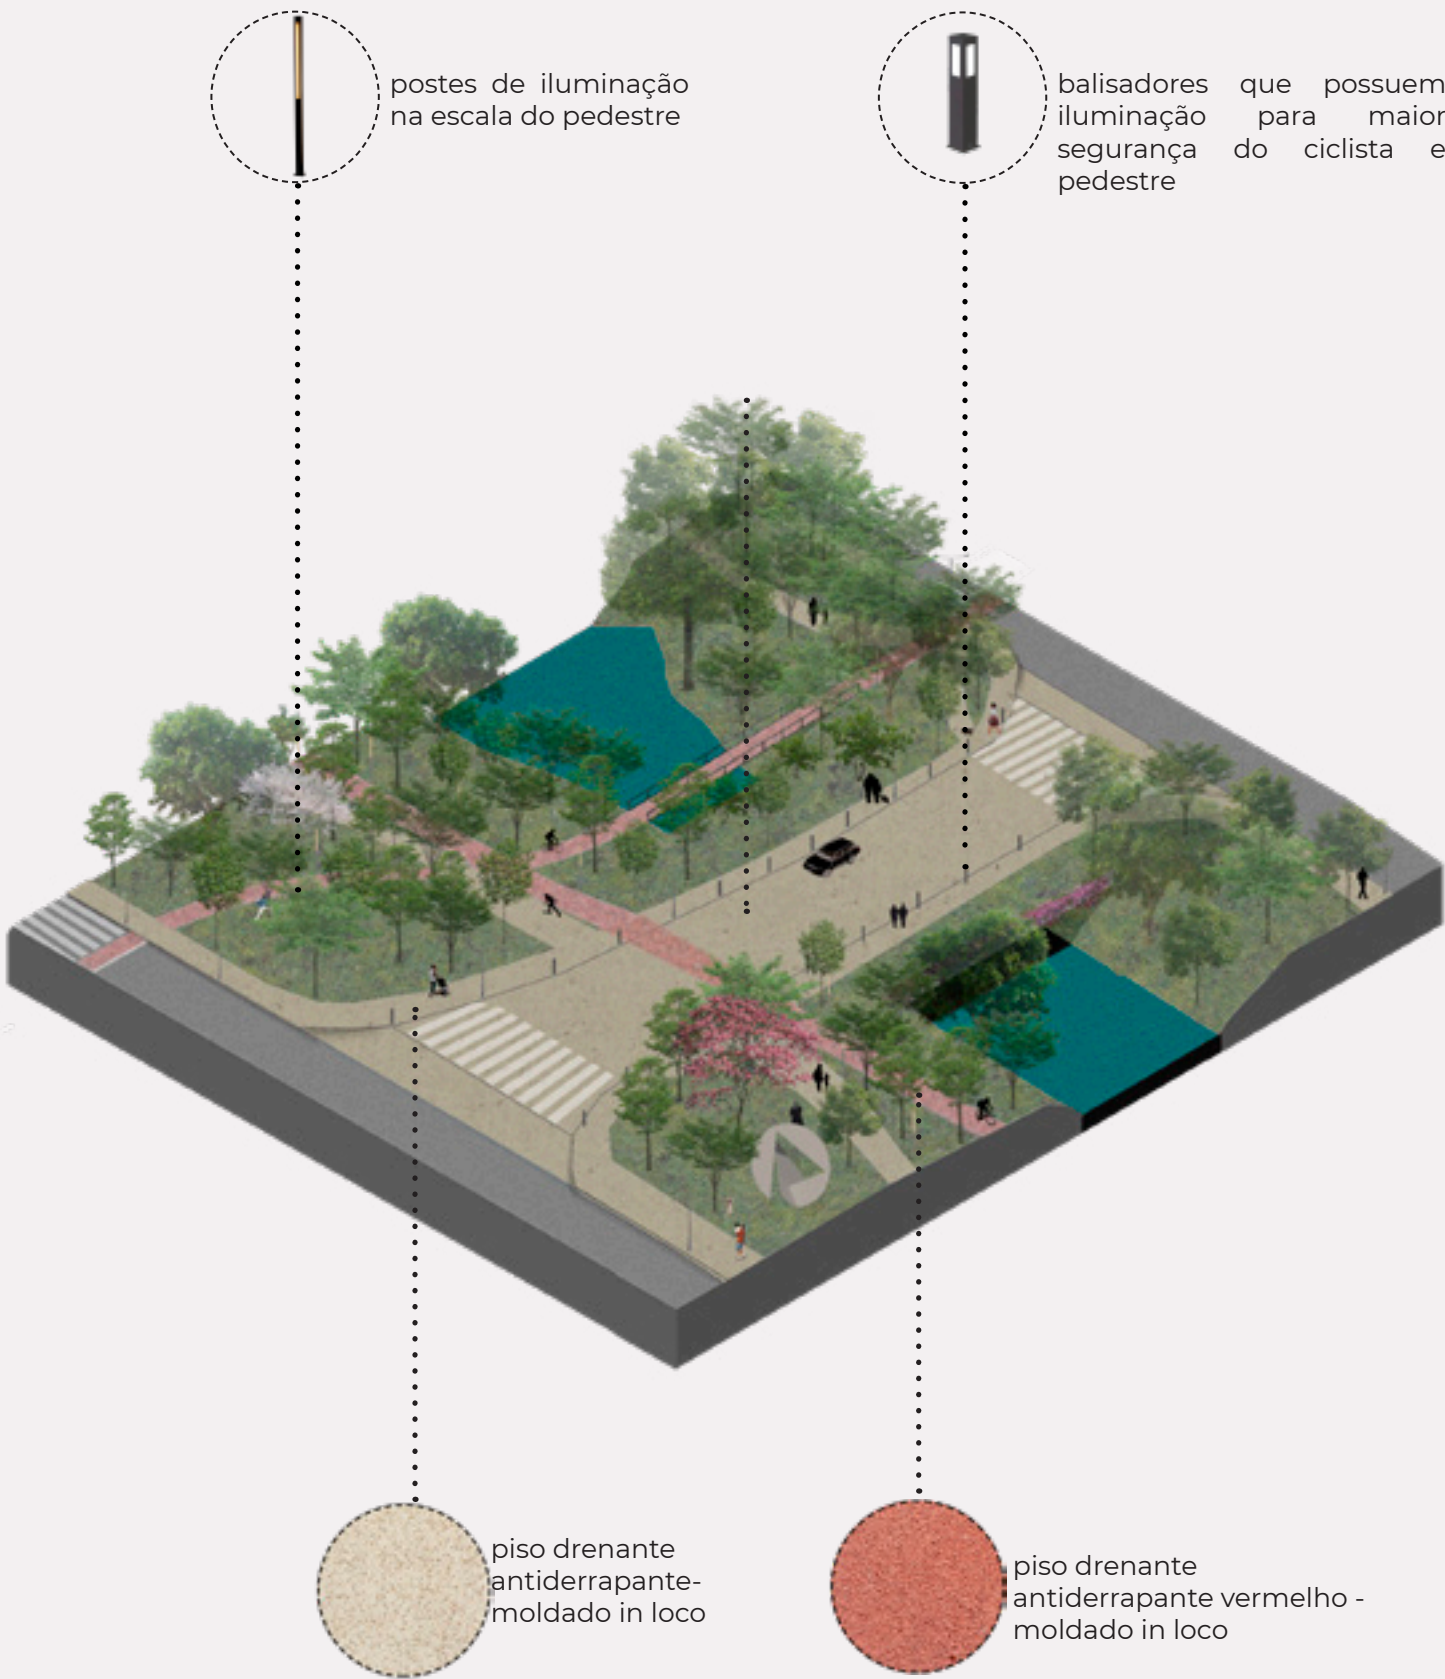 postes de iluminação
na escala do pedestre
balisadores que possuem
iluminação para maior
segurança do ciclista e
pedestre
piso drenante
antiderrapante-
moldado in loco
piso drenante
antiderrapante vermelho -
moldado in loco